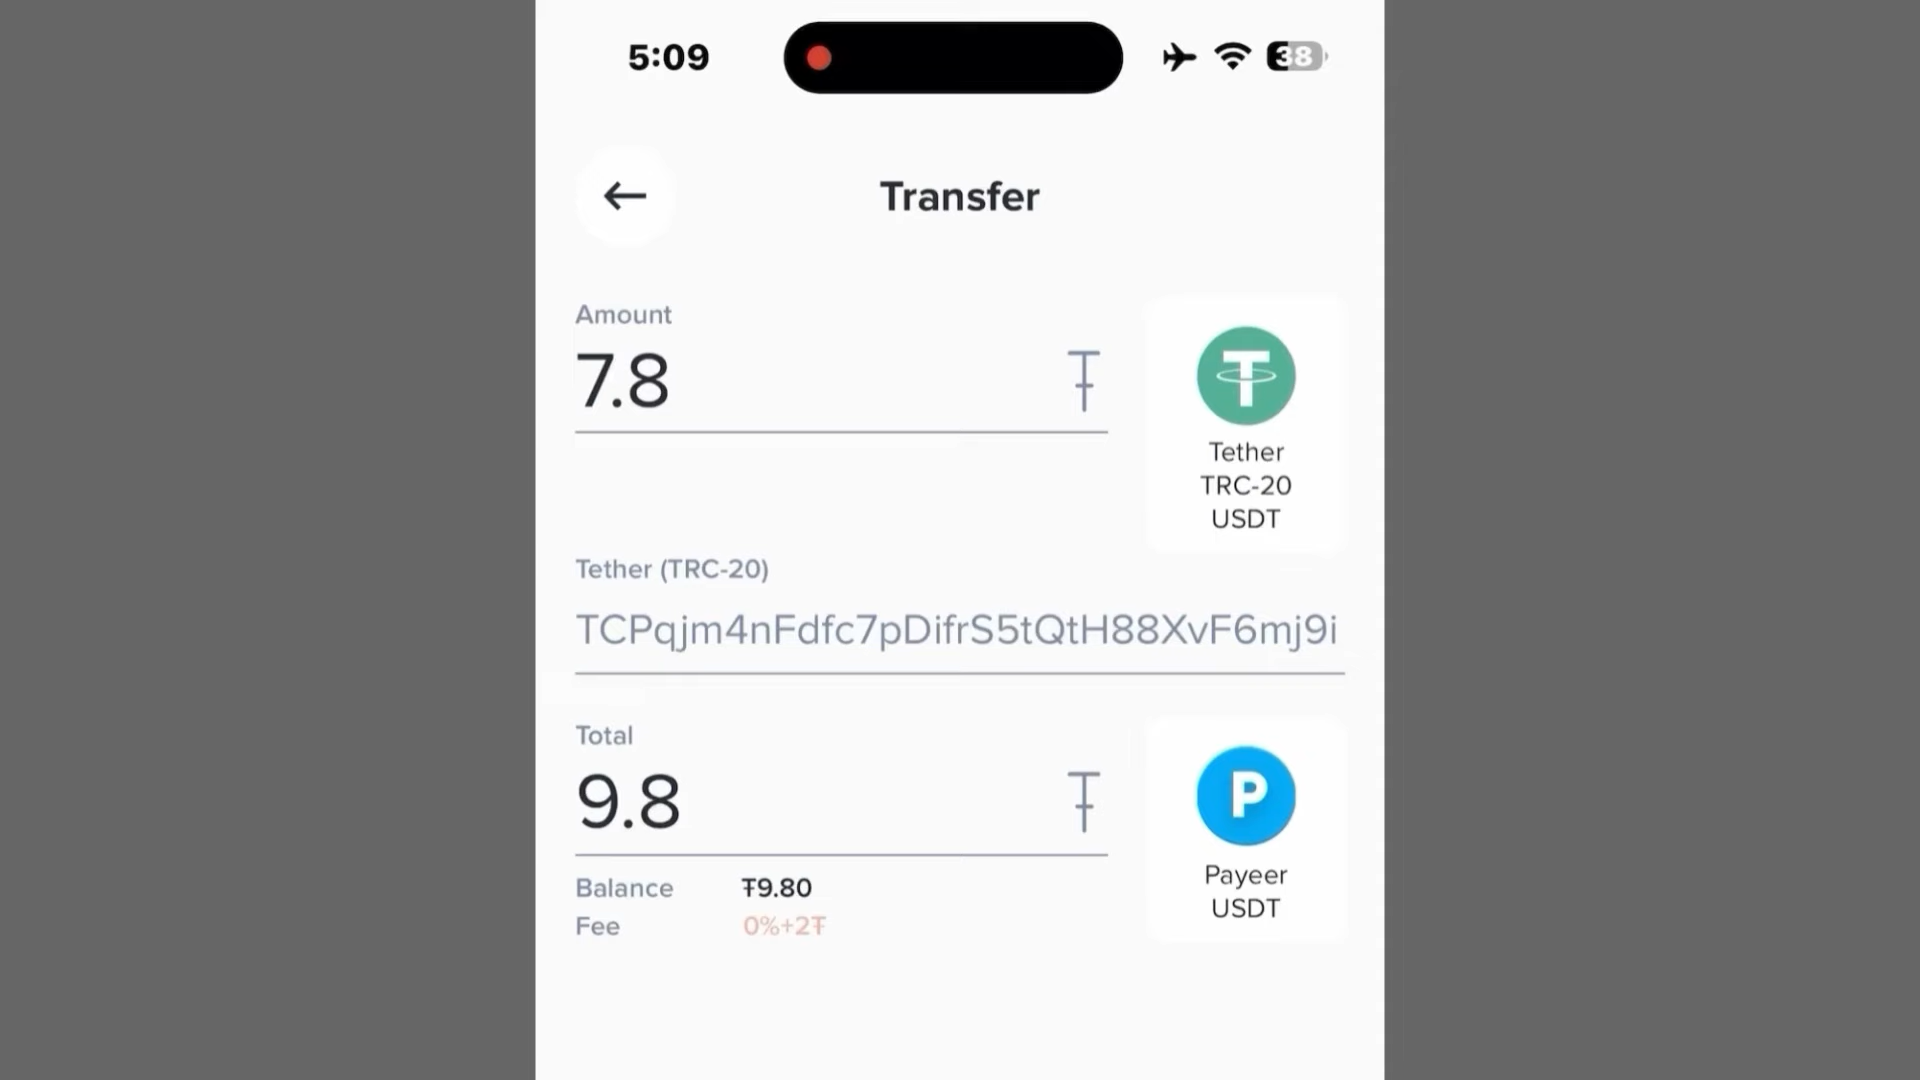 5:09
38
Transfer
Amount
7.8 ₮
Tether
TRC-20
USDT
Tether (TRC-20)
TCPqjm4nFdfc7pDifrS5tQtH88XvF6mj9i
Total
9.8 ₮
P
Payeer
USDT
Balance ₮9.80
Fee 0%+2₮